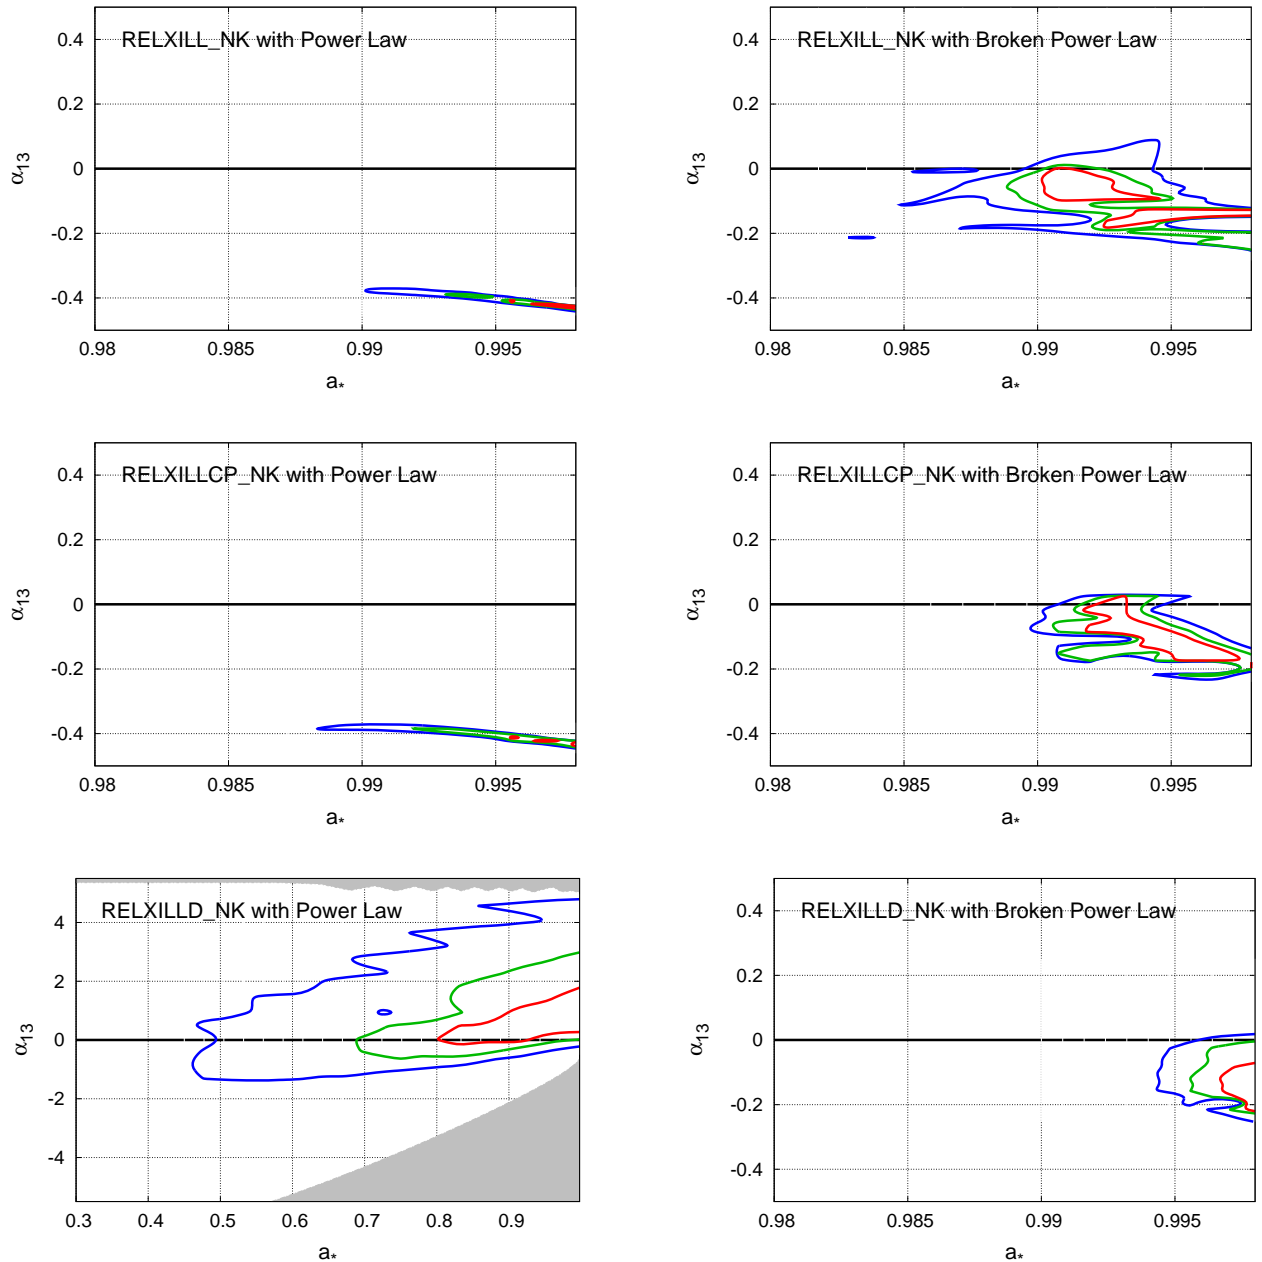 RELXILL_NK with Power Law
0.4
0.2
0
-0.2
-0.4
α13
0.98 0.985 0.99 0.995
a*
RELXILL_NK with Broken Power Law
0.4
0.2
0
-0.2
-0.4
α13
0.98 0.985 0.99 0.995
a*
RELXILLCP_NK with Power Law
0.4
0.2
0
-0.2
-0.4
α13
0.98 0.985 0.99 0.995
a*
RELXILLCP_NK with Broken Power Law
0.4
0.2
0
-0.2
-0.4
α13
0.98 0.985 0.99 0.995
a*
RELXILLD_NK with Power Law
4
2
0
-2
-4
α13
0.3 0.4 0.5 0.6 0.7 0.8 0.9
a*
RELXILLD_NK with Broken Power Law
0.4
0.2
0
-0.2
-0.4
α13
0.98 0.985 0.99 0.995
a*